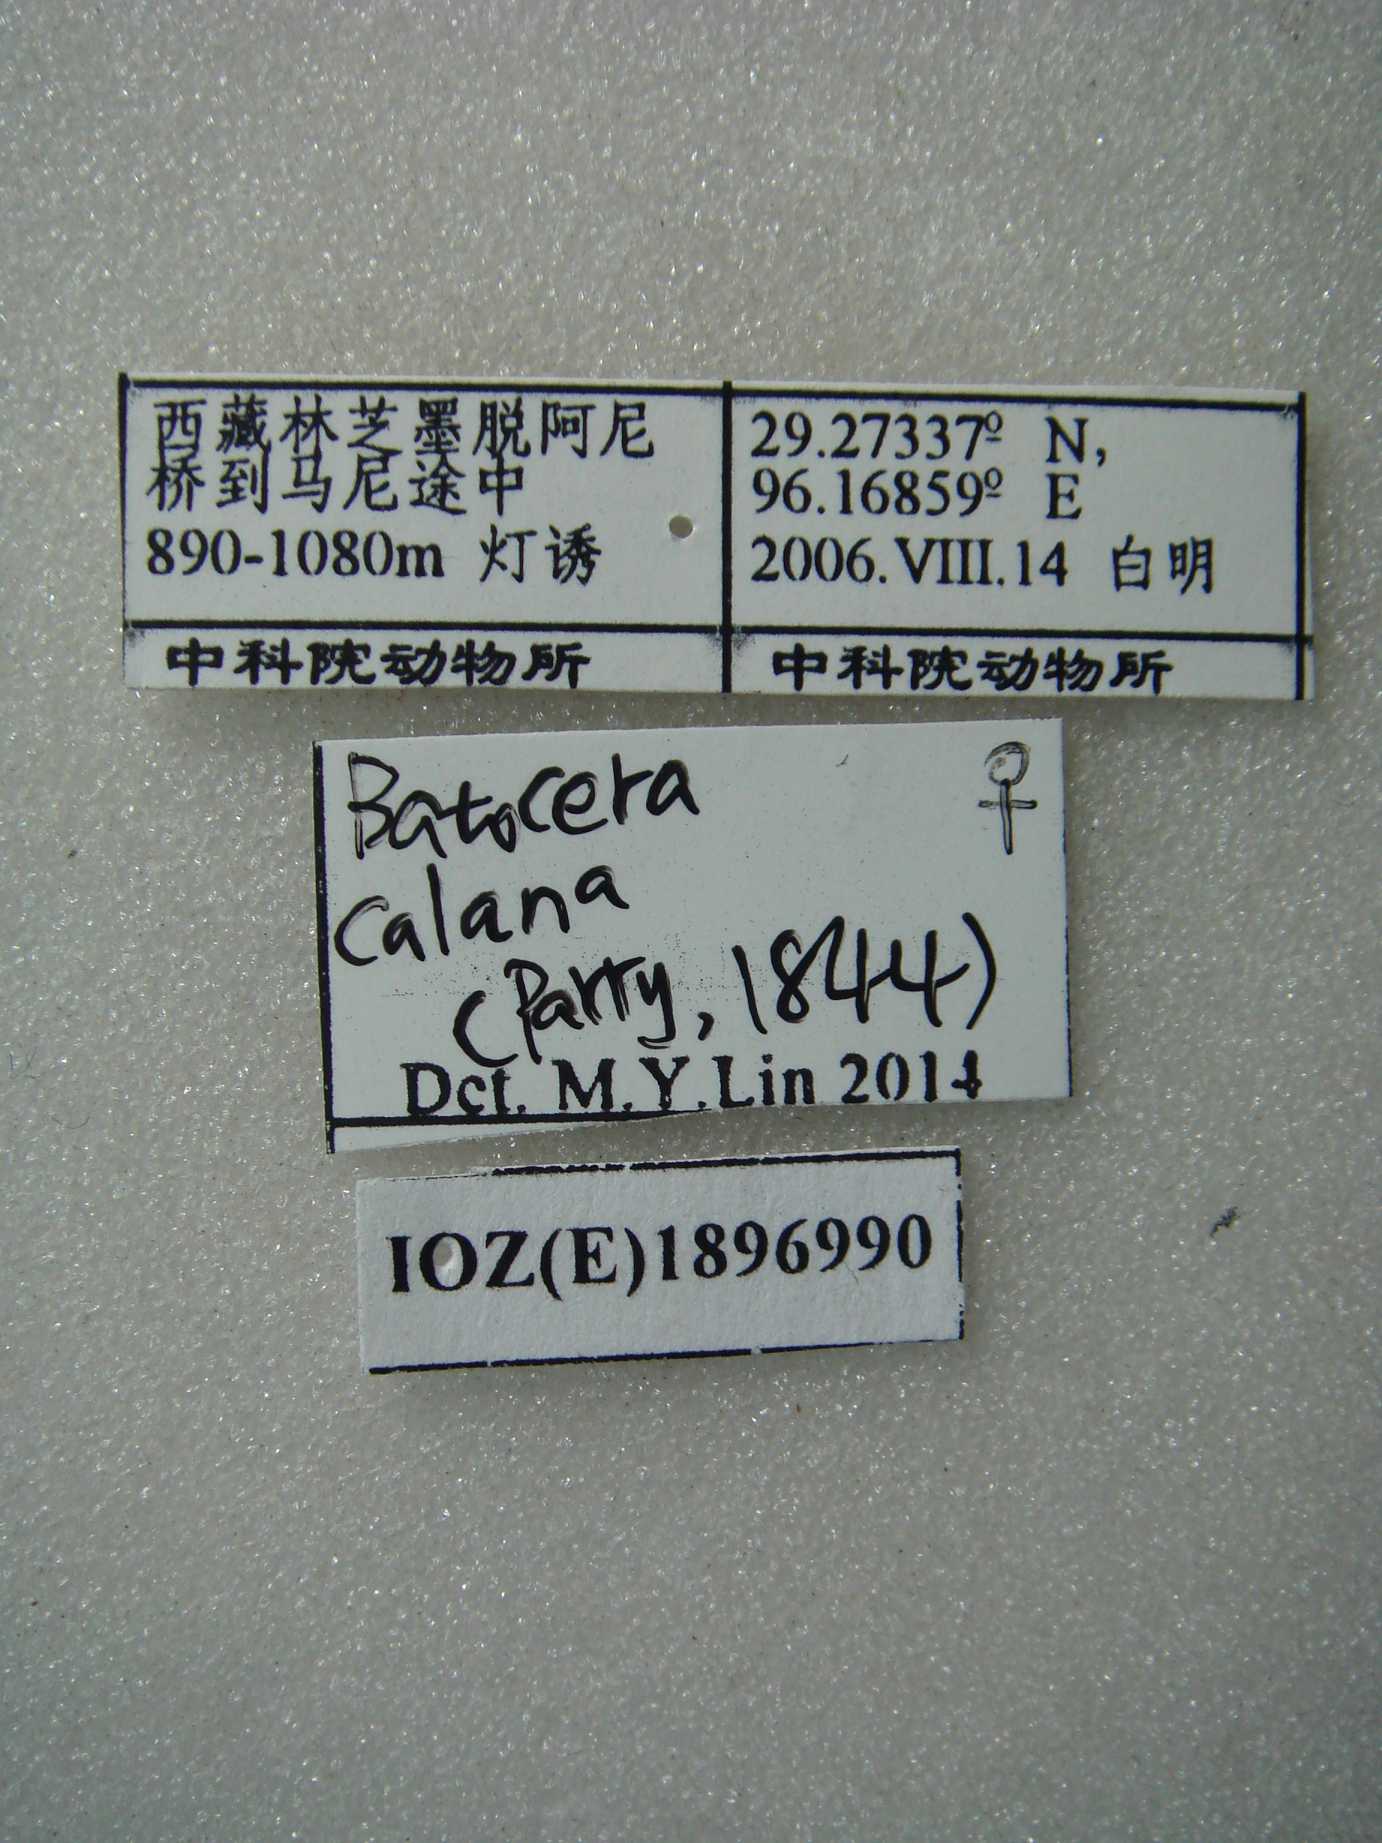 西藏林芝墨脱阿尼
桥到马尼途中
890-1080m 灯诱
中科院动物所
29.27337º N,
96.16859º E
2006.VIII.14 白明
中科院动物所
Batocera ♀
calana
(Parry, 1844)
Det. M.Y.Lin 2014
IOZ(E)1896990